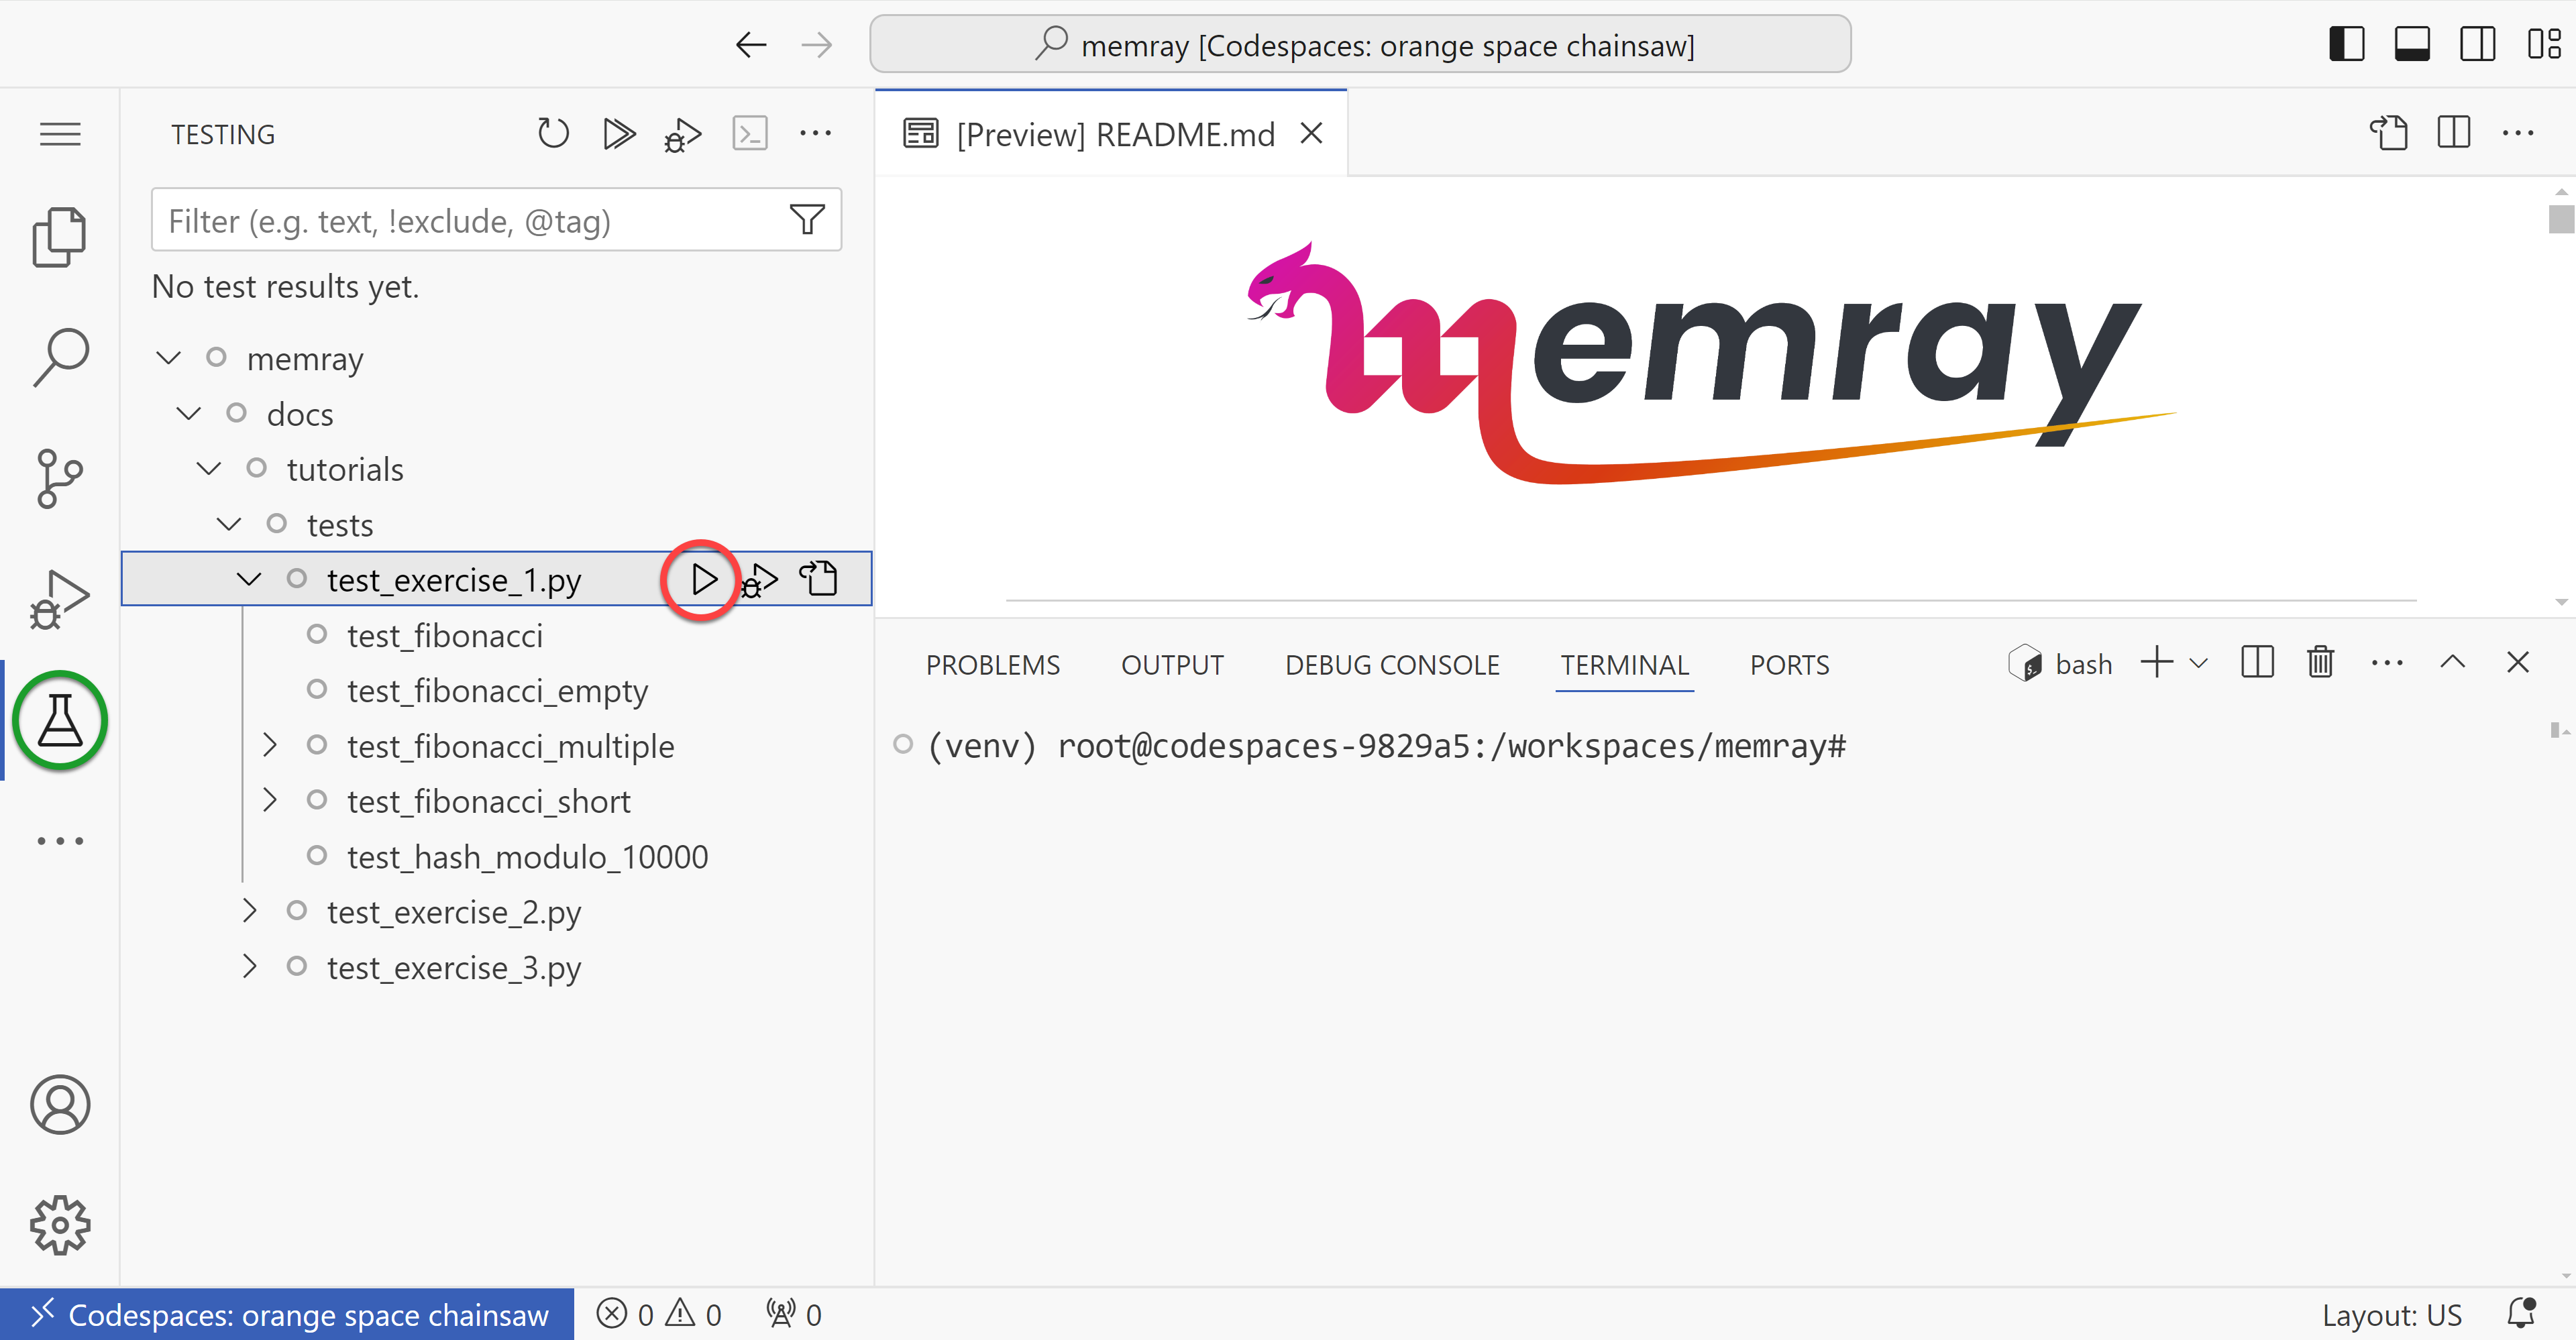 memray [Codespaces: orange space chainsaw]
TESTING
[Preview] README.md
Filter (e.g. text, !exclude, @tag)
No test results yet.
memray
docs
tutorials
tests
test_exercise_1.py
test_fibonacci
test_fibonacci_empty
test_fibonacci_multiple
test_fibonacci_short
test_hash_modulo_10000
test_exercise_2.py
test_exercise_3.py
memray
PROBLEMS OUTPUT DEBUG CONSOLE TERMINAL PORTS bash
(venv) root@codespaces-9829a5:/workspaces/memray#
Codespaces: orange space chainsaw 0 0 0 Layout: US